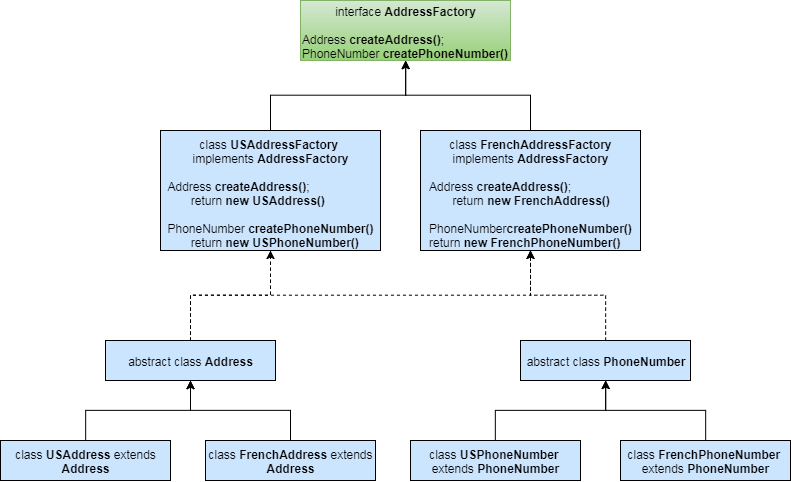 interface AddressFactory
Address createAddress();
PhoneNumber createPhoneNumber()
class USAddressFactory
implements AddressFactory
Address createAddress();
return new USAddress()
PhoneNumber createPhoneNumber()
return new USPhoneNumber()
class FrenchAddressFactory
implements AddressFactory
Address createAddress();
return new FrenchAddress()
PhoneNumbercreatePhoneNumber()
return new FrenchPhoneNumber()
abstract class Address
abstract class PhoneNumber
class USAddress extends
Address
class FrenchAddress extends
Address
class USPhoneNumber
extends PhoneNumber
class FrenchPhoneNumber
extends PhoneNumber